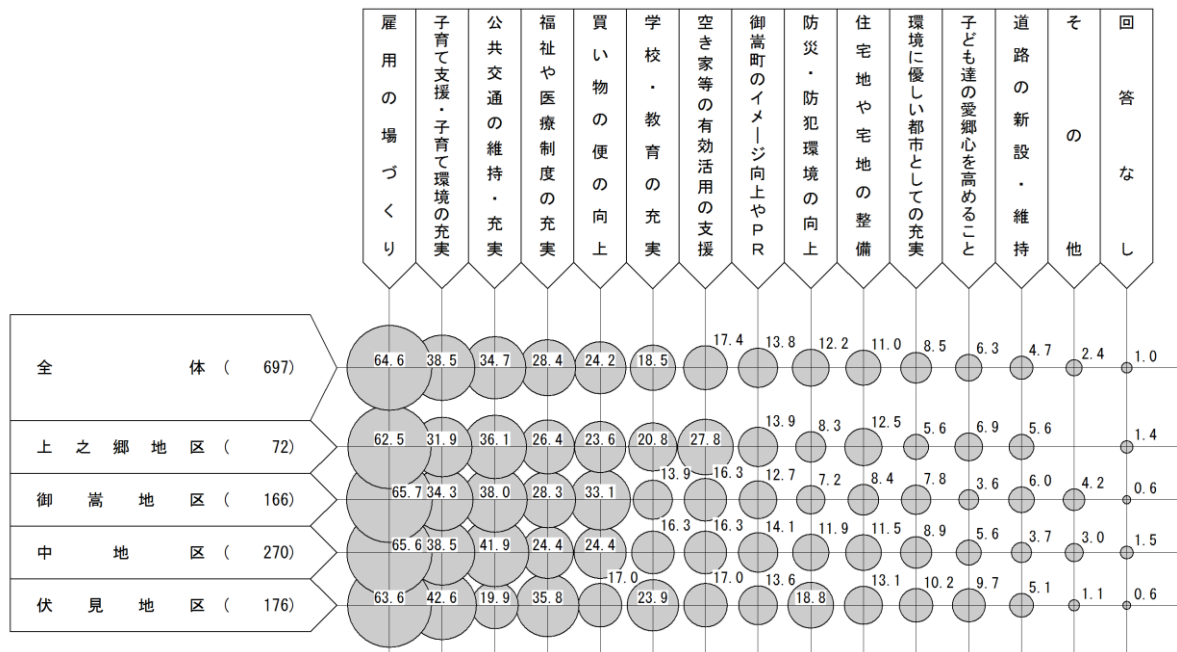 雇用の場づくり
子育て支援・子育て環境の充実
公共交通の維持・充実
福祉や医療制度の充実
買い物の便の向上
学校・教育の充実
空き家等の有効活用の支援
御嵩町のイメージ向上やPR
防災・防犯環境の向上
住宅地や宅地の整備
環境に優しい都市としての充実
子ども達の愛郷心を高めること
道路の新設・維持
その他
回答なし
全体(697) 64.6 38.5 34.7 28.4 24.2 18.5 17.4 13.8 12.2 11.0 8.5 6.3 4.7 2.4 1.0
上之郷地区(72) 62.5 31.9 36.1 26.4 23.6 20.8 27.8 13.9 8.3 12.5 5.6 6.9 5.6 1.4
御嵩地区(166) 65.7 34.3 38.0 28.3 33.1 13.9 16.3 12.7 7.2 8.4 7.8 3.6 6.0 4.2 0.6
中地区(270) 65.6 38.5 41.9 24.4 24.4 16.3 16.3 14.1 11.9 11.5 8.9 5.6 3.7 3.0 1.5
伏見地区(176) 63.6 42.6 19.9 35.8 17.0 23.9 17.0 13.6 18.8 13.1 10.2 9.7 5.1 1.1 0.6